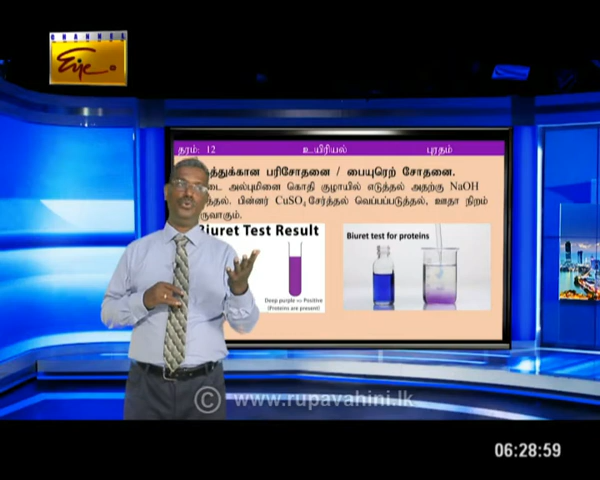 CHANNEL
Eye
தரம்: 12 உயிரியல் புரதம்
பரிசோதனை / பையுரெற் சோதனை.
அல்புமினை கொதி குழாயில் எடுத்தல் அதற்கு NaOH
பின்னர் CuSO4 சேர்த்தல் வெப்பப்படுத்தல், ஊதா நிறம்
Biuret Test Result
Biuret test for proteins
Deep purple => Positive
(Proteins are present)
© www.rupavahini.lk
06:28:59